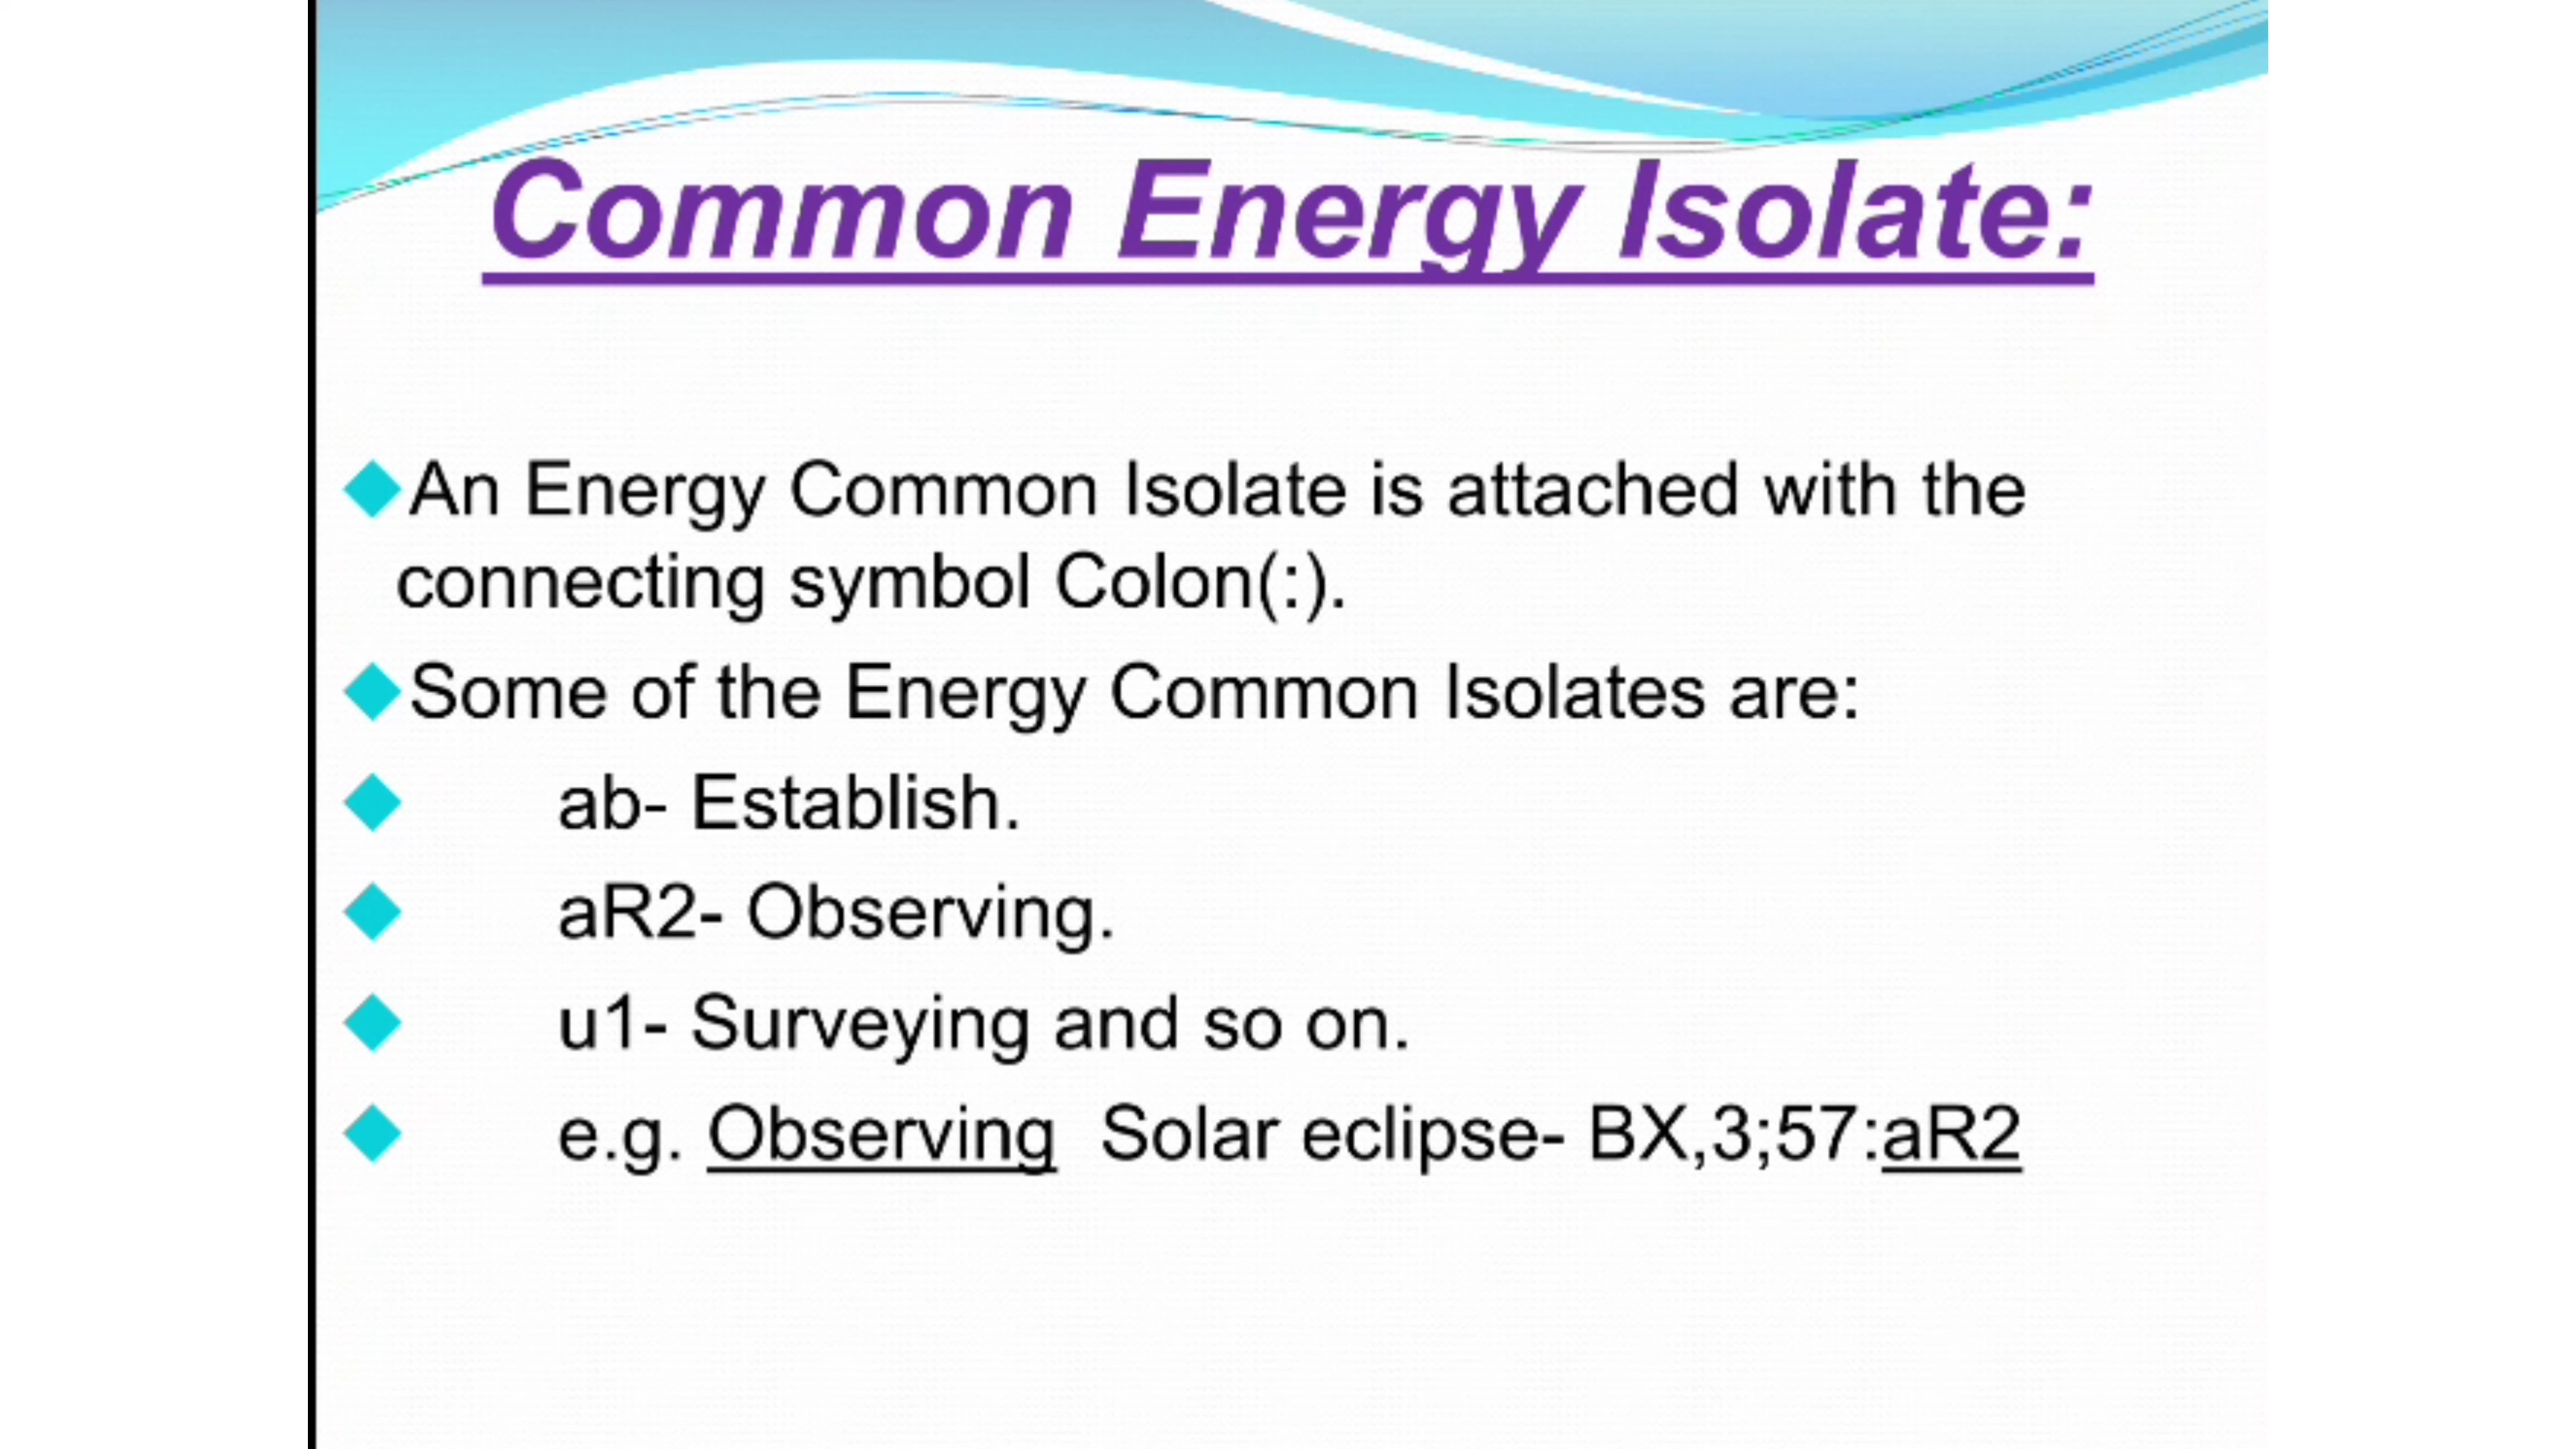 Common Energy Isolate:
An Energy Common Isolate is attached with the
connecting symbol Colon(:).
Some of the Energy Common Isolates are:
ab- Establish.
aR2- Observing.
u1- Surveying and so on.
e.g. Observing  Solar eclipse- BX,3;57:aR2